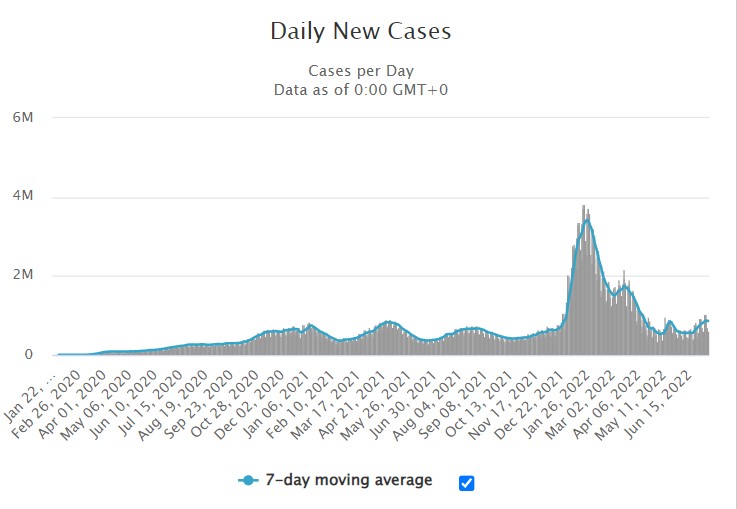 Daily New Cases
Cases per Day
Data as of 0:00 GMT+0
6M
4M
2M
0
Jan 22, ...
Feb 26, 2020
Apr 01, 2020
May 06, 2020
Jun 10, 2020
Jul 15, 2020
Aug 19, 2020
Sep 23, 2020
Oct 28, 2020
Dec 02, 2020
Jan 06, 2021
Feb 10, 2021
Mar 17, 2021
Apr 21, 2021
May 26, 2021
Jun 30, 2021
Aug 04, 2021
Sep 08, 2021
Oct 13, 2021
Nov 17, 2021
Dec 22, 2021
Jan 26, 2022
Mar 02, 2022
Apr 06, 2022
May 11, 2022
Jun 15, 2022
7-day moving average